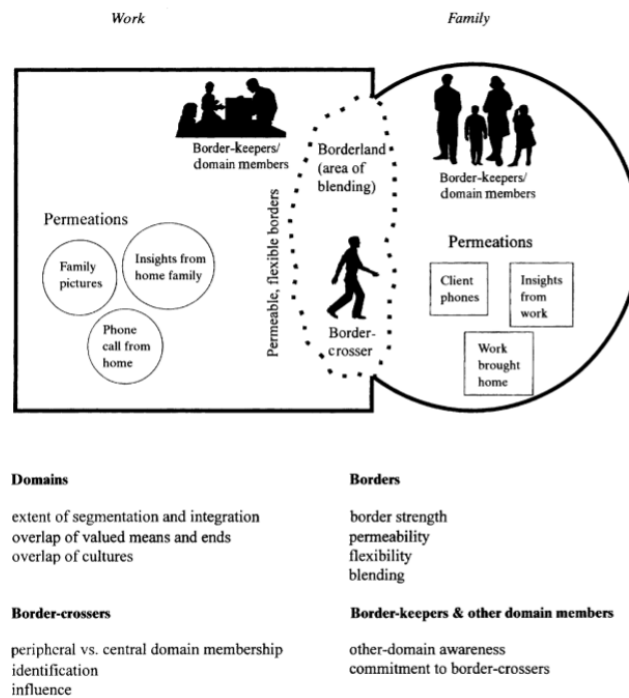 Work
Family
Border-keepers/
domain members
Borderland
(area of
blending)
Border-keepers/
domain members
Permeable, flexible borders
Permeations
Family
pictures
Insights from
home family
Phone
call from
home
Border-
crosser
Permeations
Client
phones
Insights
from
work
Work
brought
home
Domains
extent of segmentation and integration
overlap of valued means and ends
overlap of cultures
Borders
border strength
permeability
flexibility
blending
Border-crossers
peripheral vs. central domain membership
identification
influence
Border-keepers & other domain members
other-domain awareness
commitment to border-crossers